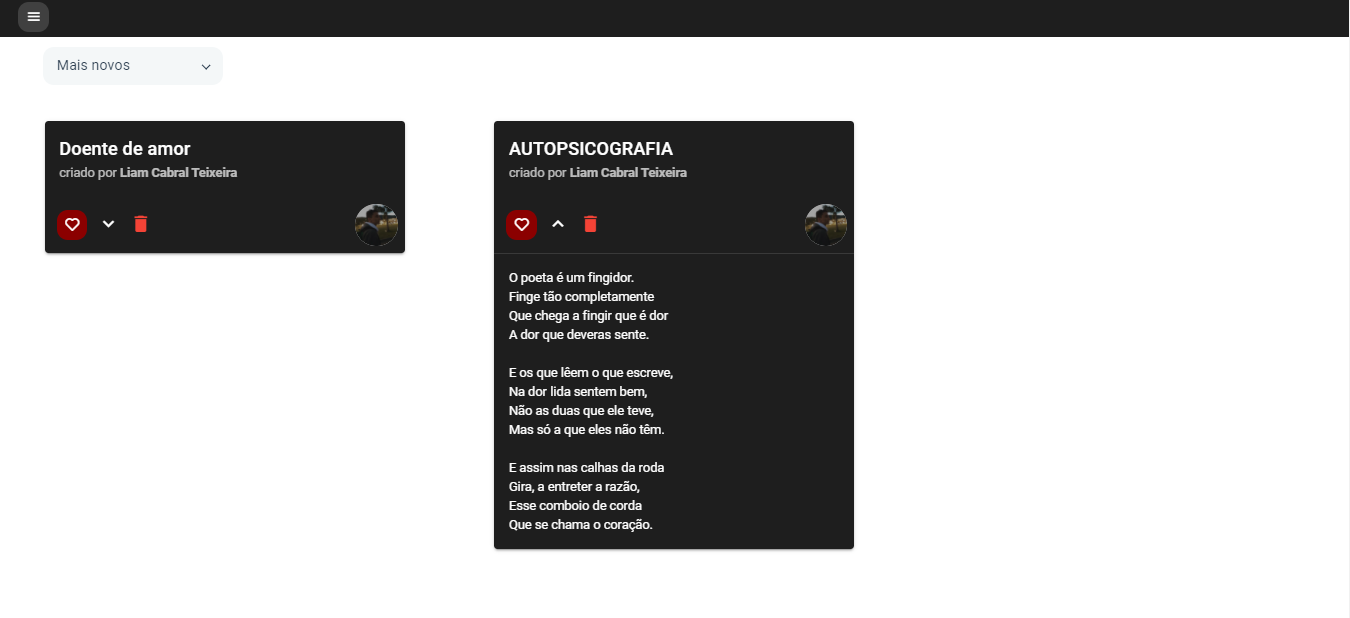 Mais novos
Doente de amor
criado por Liam Cabral Teixeira
AUTOPSICOGRAFIA
criado por Liam Cabral Teixeira
O poeta é um fingidor.
Finge tão completamente
Que chega a fingir que é dor
A dor que deveras sente.
E os que lêem o que escreve,
Na dor lida sentem bem,
Não as duas que ele teve,
Mas só a que eles não têm.
E assim nas calhas da roda
Gira, a entreter a razão,
Esse comboio de corda
Que se chama o coração.